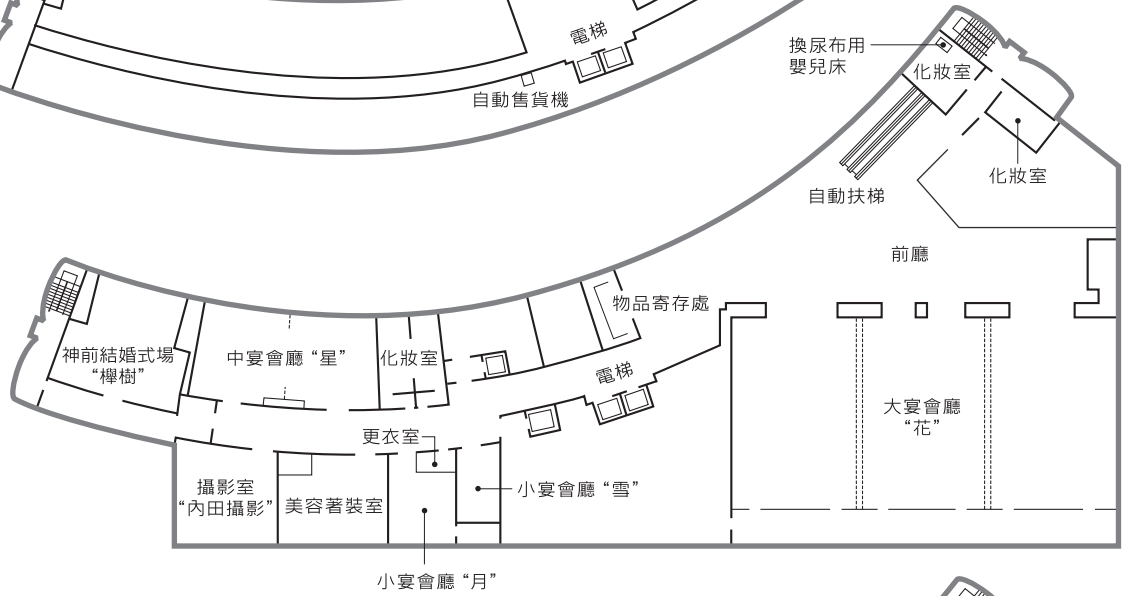 電梯
自動售貨機
換尿布用
嬰兒床
化妝室
化妝室
自動扶梯
前廳
物品寄存處
神前結婚式場
“櫸樹”
中宴會廳 “星”
化妝室
電梯
大宴會廳
“花”
更衣室
攝影室
“內田攝影”
美容著裝室
小宴會廳 “雪”
小宴會廳 “月”